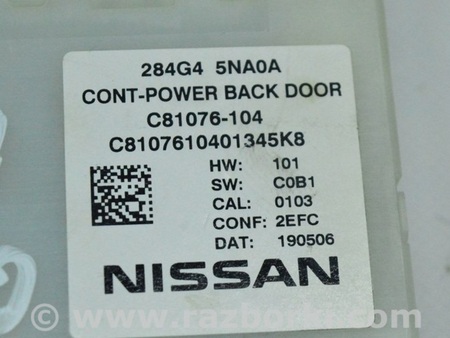 284G4 5NA0A
CONT-POWER BACK DOOR
C81076-104
C8107610401345K8
HW: 101
SW: C0B1
CAL: 0103
CONF: 2EFC
DAT: 190506
NISSAN
© www.razborki.com